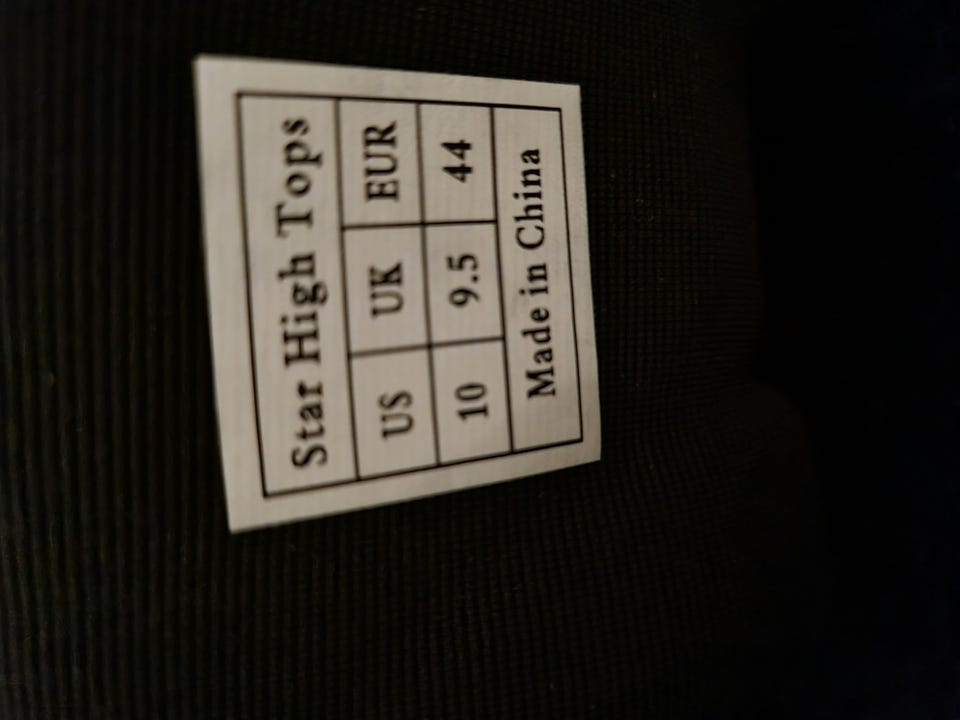 Star High Tops
US UK EUR
10 9.5 44
Made in China